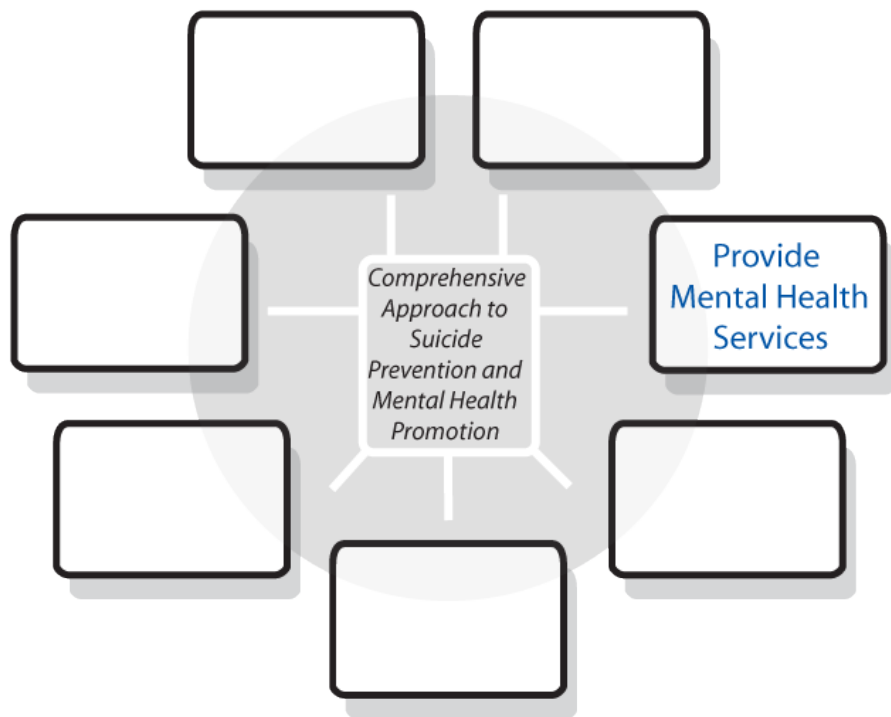 Comprehensive
Approach to
Suicide
Prevention and
Mental Health
Promotion
Provide
Mental Health
Services